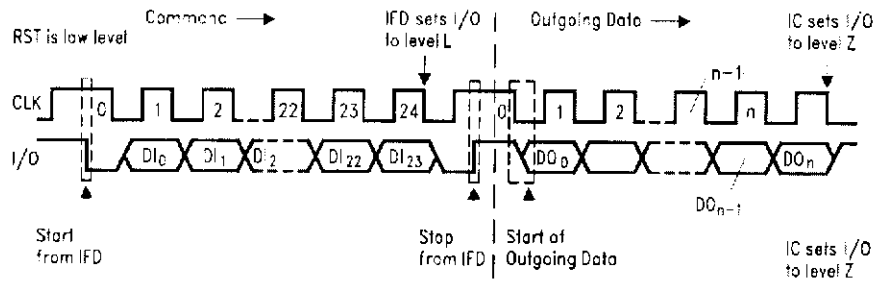 Command → IFD sets I/O to level L Outgoing Data → IC sets I/O to level Z
RST is low level
n-1
CLK 0 1 2 22 23 24 0 1 2 n
I/O DI0 DI1 DI2 DI22 DI23 DO0 DOn
DOn-1
Start from IFD Stop from IFD Start of Outgoing Data IC sets I/O to level Z